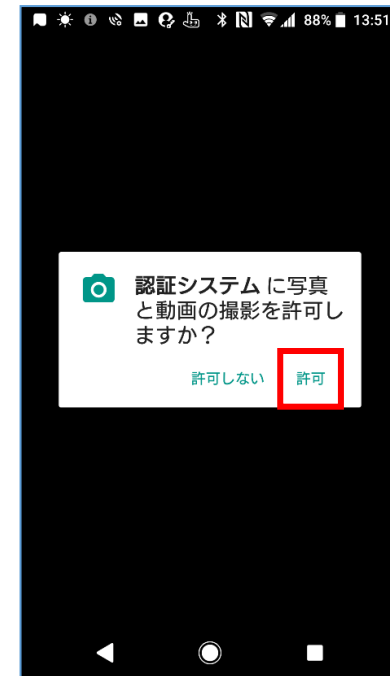 88% 13:51
認証システム に写真
と動画の撮影を許可し
ますか？
許可しない 許可